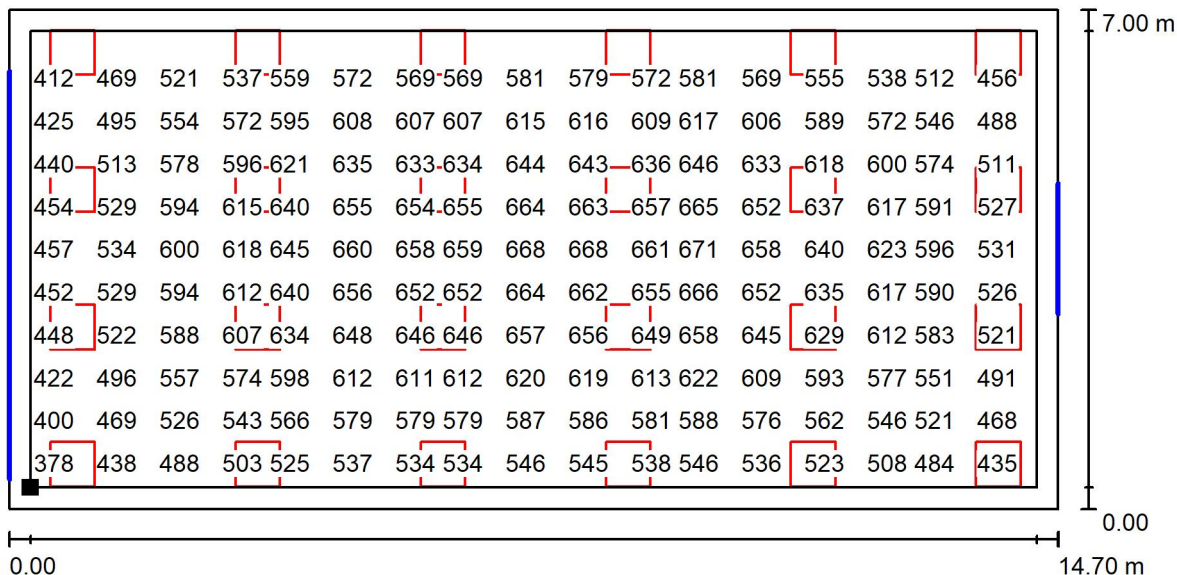 7.00 m
412 469 521 537 559 572 569 569 581 579 572 581 569 555 538 512 456
425 495 554 572 595 608 607 607 615 616 609 617 606 589 572 546 488
440 513 578 596 621 635 633 634 644 643 636 646 633 618 600 574 511
454 529 594 615 640 655 654 655 664 663 657 665 652 637 617 591 527
457 534 600 618 645 660 658 659 668 668 661 671 658 640 623 596 531
452 529 594 612 640 656 652 652 664 662 655 666 652 635 617 590 526
448 522 588 607 634 648 646 646 657 656 649 658 645 629 612 583 521
422 496 557 574 598 612 611 612 620 619 613 622 609 593 577 551 491
400 469 526 543 566 579 579 579 587 586 581 588 576 562 546 521 468
378 438 488 503 525 537 534 534 546 545 538 546 536 523 508 484 435
0.00
0.00 14.70 m